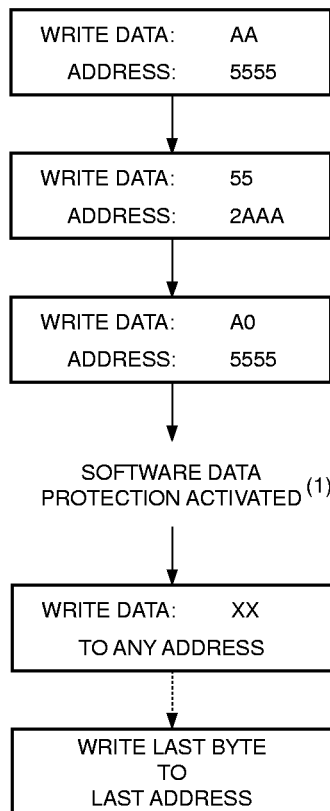 WRITE DATA: AA
ADDRESS: 5555
WRITE DATA: 55
ADDRESS: 2AAA
WRITE DATA: A0
ADDRESS: 5555
SOFTWARE DATA
PROTECTION ACTIVATED (1)
WRITE DATA: XX
TO ANY ADDRESS
WRITE LAST BYTE
TO
LAST ADDRESS